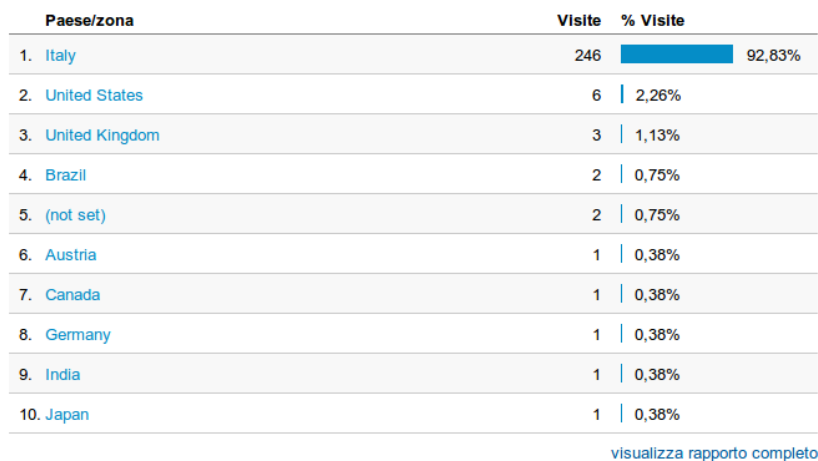 Paese/zona Visite % Visite
1. Italy 246 92,83%
2. United States 6 2,26%
3. United Kingdom 3 1,13%
4. Brazil 2 0,75%
5. (not set) 2 0,75%
6. Austria 1 0,38%
7. Canada 1 0,38%
8. Germany 1 0,38%
9. India 1 0,38%
10. Japan 1 0,38%
visualizza rapporto completo